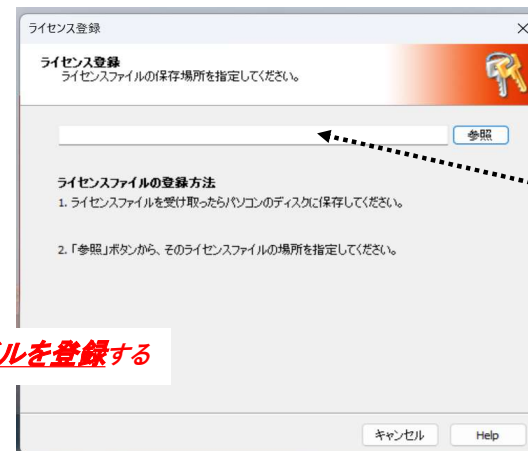 ライセンス登録
ライセンス登録
ライセンスファイルの保存場所を指定してください。
参照
ライセンスファイルの登録方法
1. ライセンスファイルを受け取ったらパソコンのディスクに保存してください。
2. 「参照」ボタンから、そのライセンスファイルの場所を指定してください。
ルを登録する
キャンセル
Help